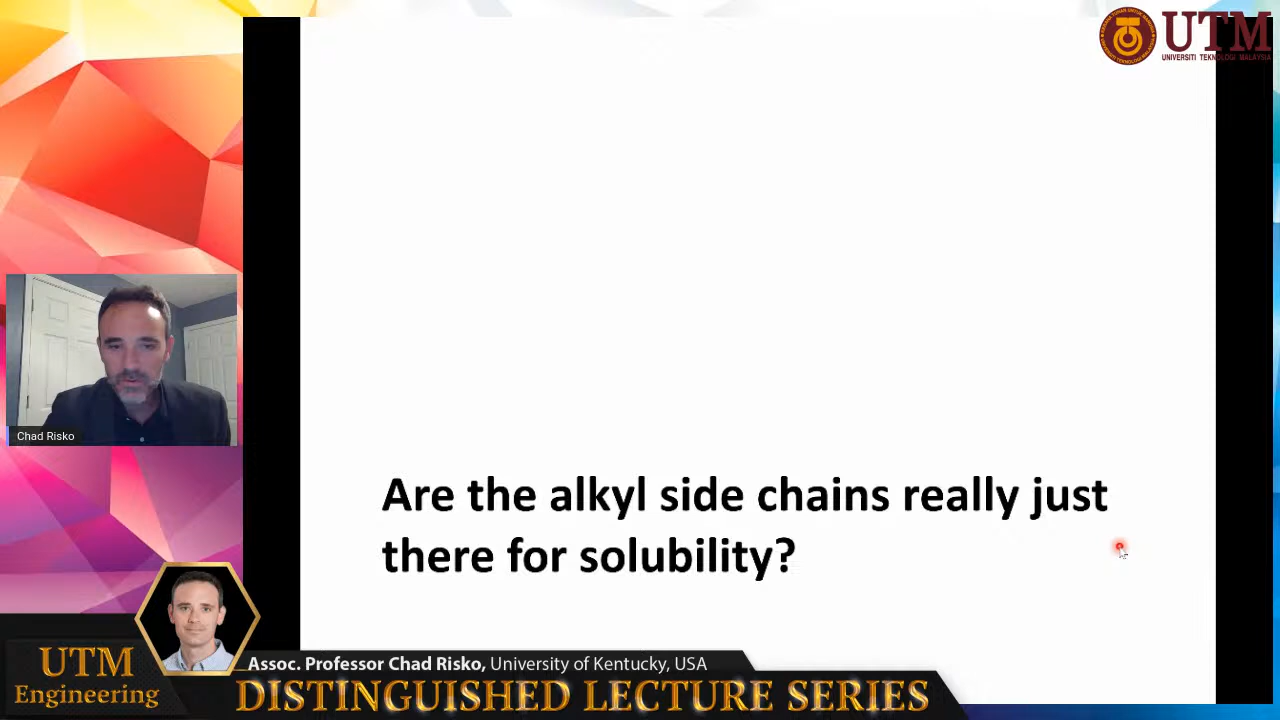 UTM
UNIVERSITI TEKNOLOGI MALAYSIA
Are the alkyl side chains really just
there for solubility?
Chad Risko
UTM
Engineering
Assoc. Professor Chad Risko, University of Kentucky, USA
DISTINGUISHED LECTURE SERIES